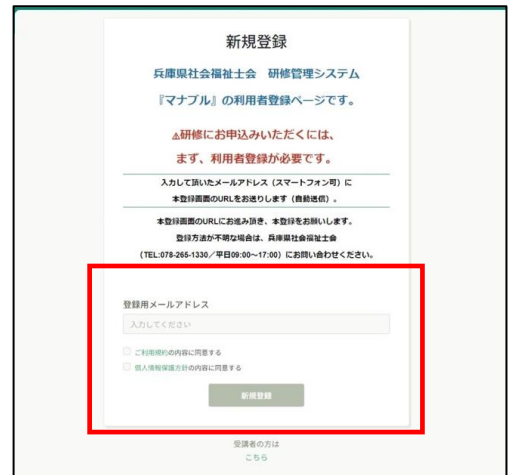 新規登録
兵庫県社会福祉士会 研修管理システム
『マナブル』の利用者登録ページです。
⚠研修にお申込みいただくには、
まず、利用者登録が必要です。
入力して頂いたメールアドレス（スマートフォン可）に
本登録画面のURLをお送りします（自動送信）。
本登録画面のURLにお進み頂き、本登録をお願いします。
登録方法が不明な場合は、兵庫県社会福祉士会
(TEL:078-265-1330／平日09:00〜17:00）にお問い合わせください。
登録用メールアドレス
入力してください
ご利用規約の内容に同意する
個人情報保護方針の内容に同意する
新規登録
受講者の方は
こちら